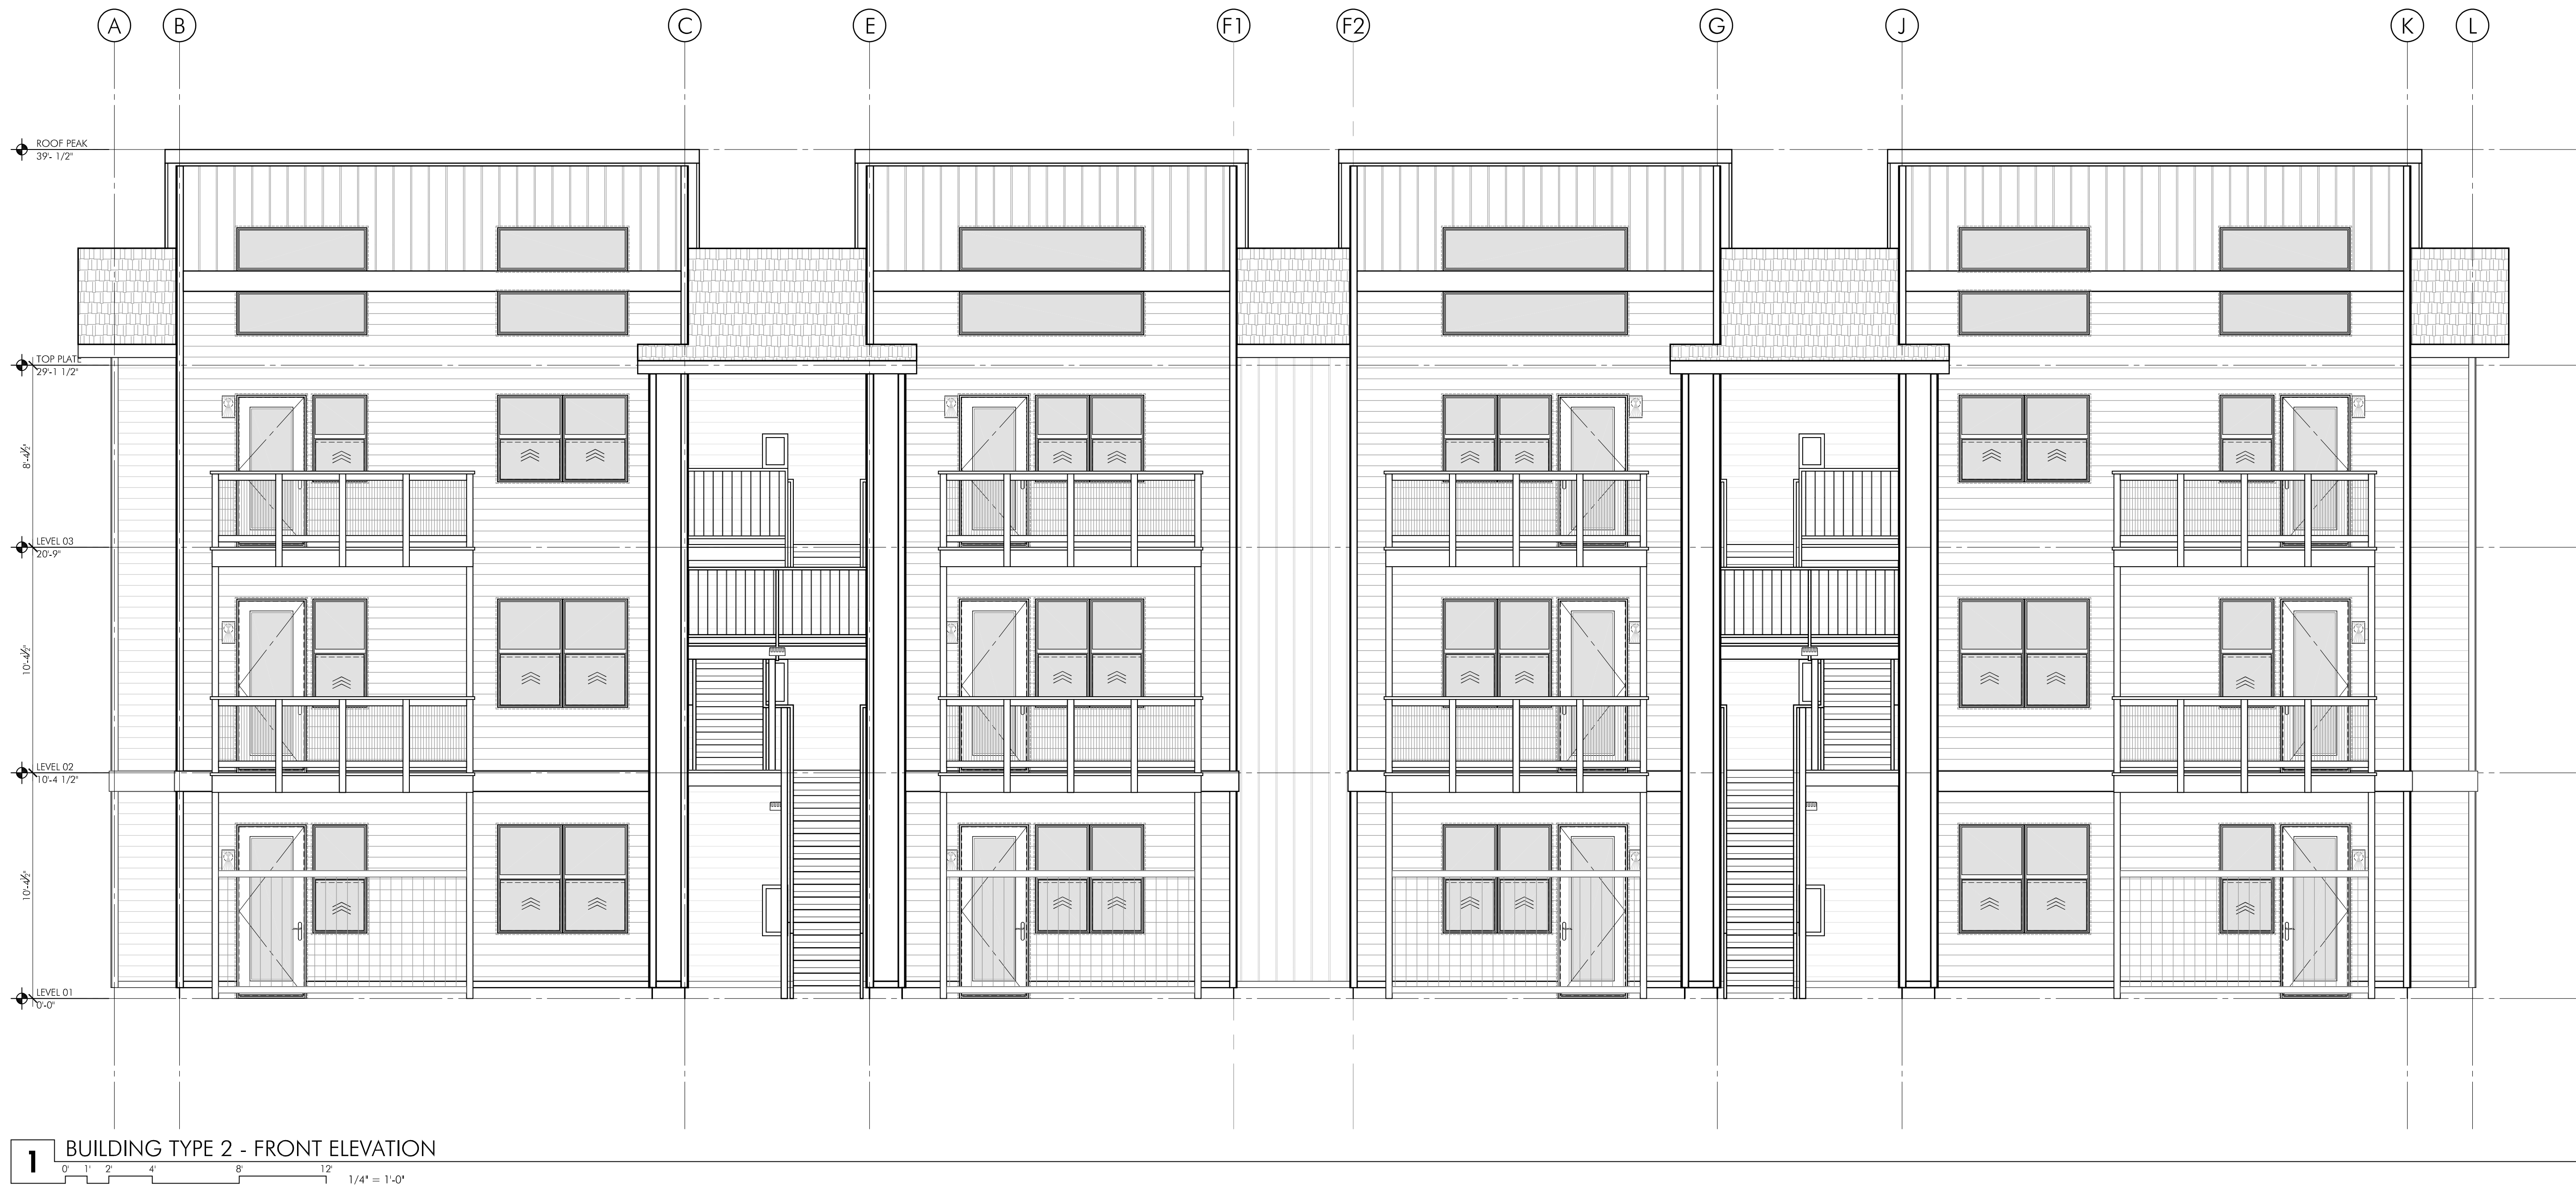 A B C E F1 F2 G J K L
ROOF PEAK
39'- 1/2"
TOP PLATE
29'-1 1/2"
8'-4½"
LEVEL 03
20'-9"
10'-4½"
LEVEL 02
10'-4 1/2"
10'-4½"
LEVEL 01
0'-0"
1 BUILDING TYPE 2 - FRONT ELEVATION
0' 1' 2' 4' 8' 12'
1/4" = 1'-0"